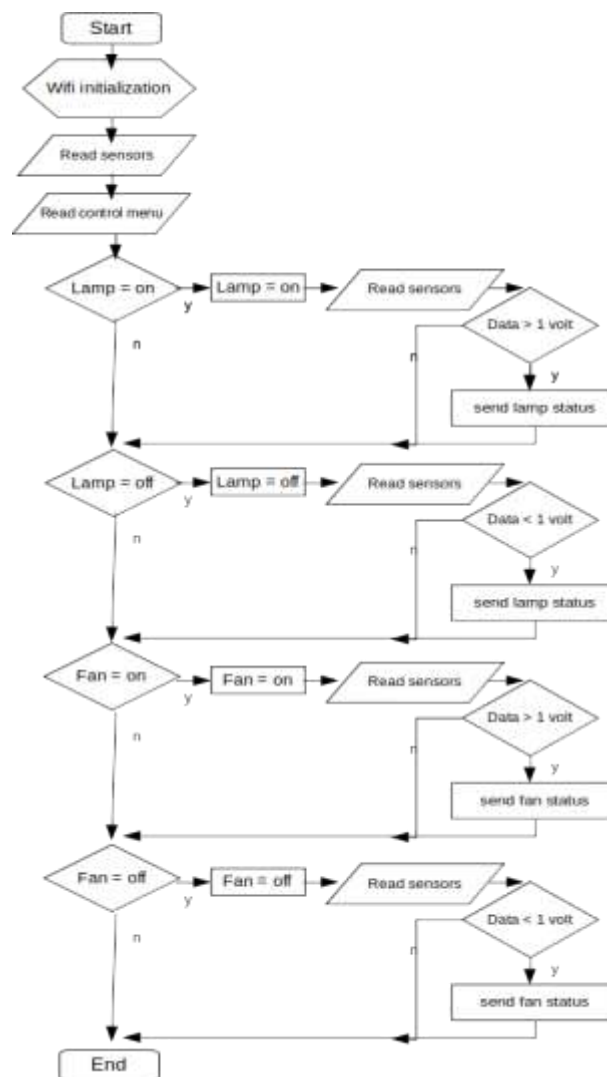 Start
Wifi initialization
Read sensors
Read control menu
Lamp = on
y
Lamp = on
Read sensors
Data > 1 volt
n
n
y
send lamp status
Lamp = off
y
Lamp = off
Read sensors
Data < 1 volt
n
n
y
send lamp status
Fan = on
y
Fan = on
Read sensors
Data > 1 volt
n
n
y
send fan status
Fan = off
y
Fan = off
Read sensors
Data < 1 volt
n
n
y
send fan status
End